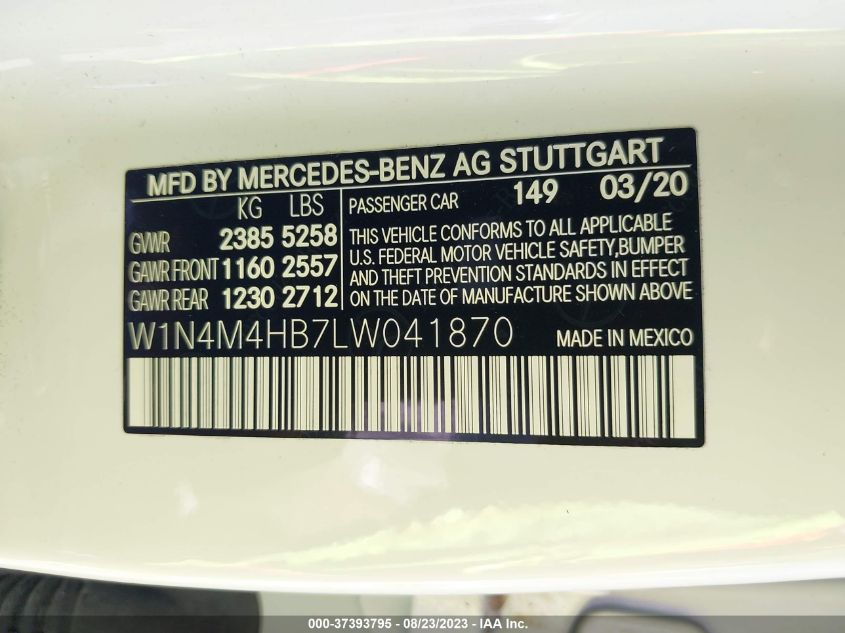 MFD BY MERCEDES-BENZ AG STUTTGART
KG LBS
GVWR 2385 5258
GAWR FRONT 1160 2557
GAWR REAR 1230 2712
PASSENGER CAR 149 03/20
THIS VEHICLE CONFORMS TO ALL APPLICABLE
U.S. FEDERAL MOTOR VEHICLE SAFETY,BUMPER
AND THEFT PREVENTION STANDARDS IN EFFECT
ON THE DATE OF MANUFACTURE SHOWN ABOVE
W1N4M4HB7LW041870 MADE IN MEXICO
000-37393795 - 08/23/2023 - © IAA Inc.